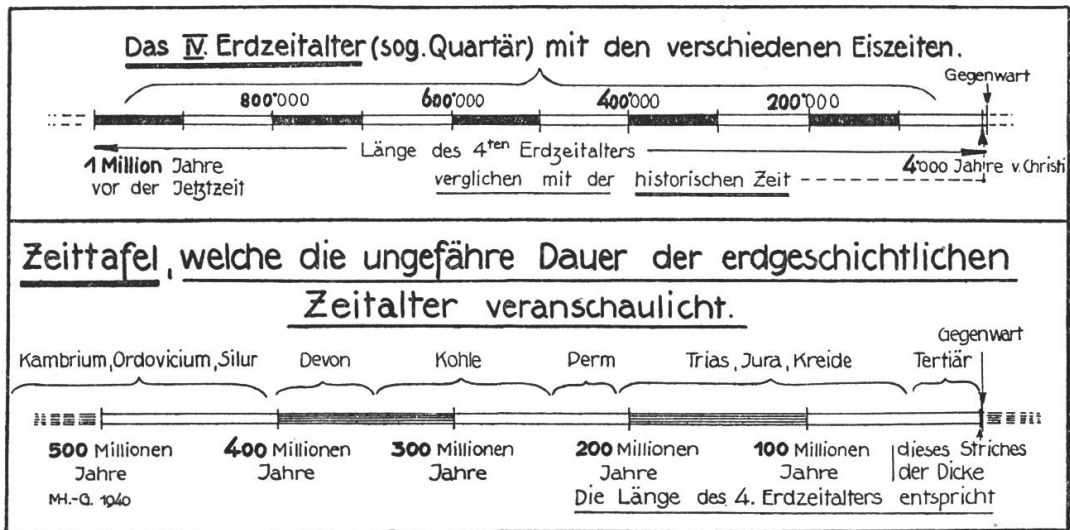 Das IV. Erdzeitalter (sog. Quartär) mit den verschiedenen Eiszeiten.
Gegenwart
800'000 600'000 400'000 200'000
Länge des 4ten Erdzeitalters
1 Million Jahre
vor der Jetztzeit
4'000 Jahre v. Christi
verglichen mit der historischen Zeit
Zeittafel, welche die ungefähre Dauer der erdgeschichtlichen
Zeitalter veranschaulicht.
Gegenwart
Kambrium, Ordovicium, Silur Devon Kohle Perm Trias, Jura, Kreide Tertiär
500 Millionen Jahre
400 Millionen Jahre
300 Millionen Jahre
200 Millionen Jahre
100 Millionen Jahre
dieses Striches
der Dicke
Die Länge des 4. Erdzeitalters entspricht
MH.-G. 1940